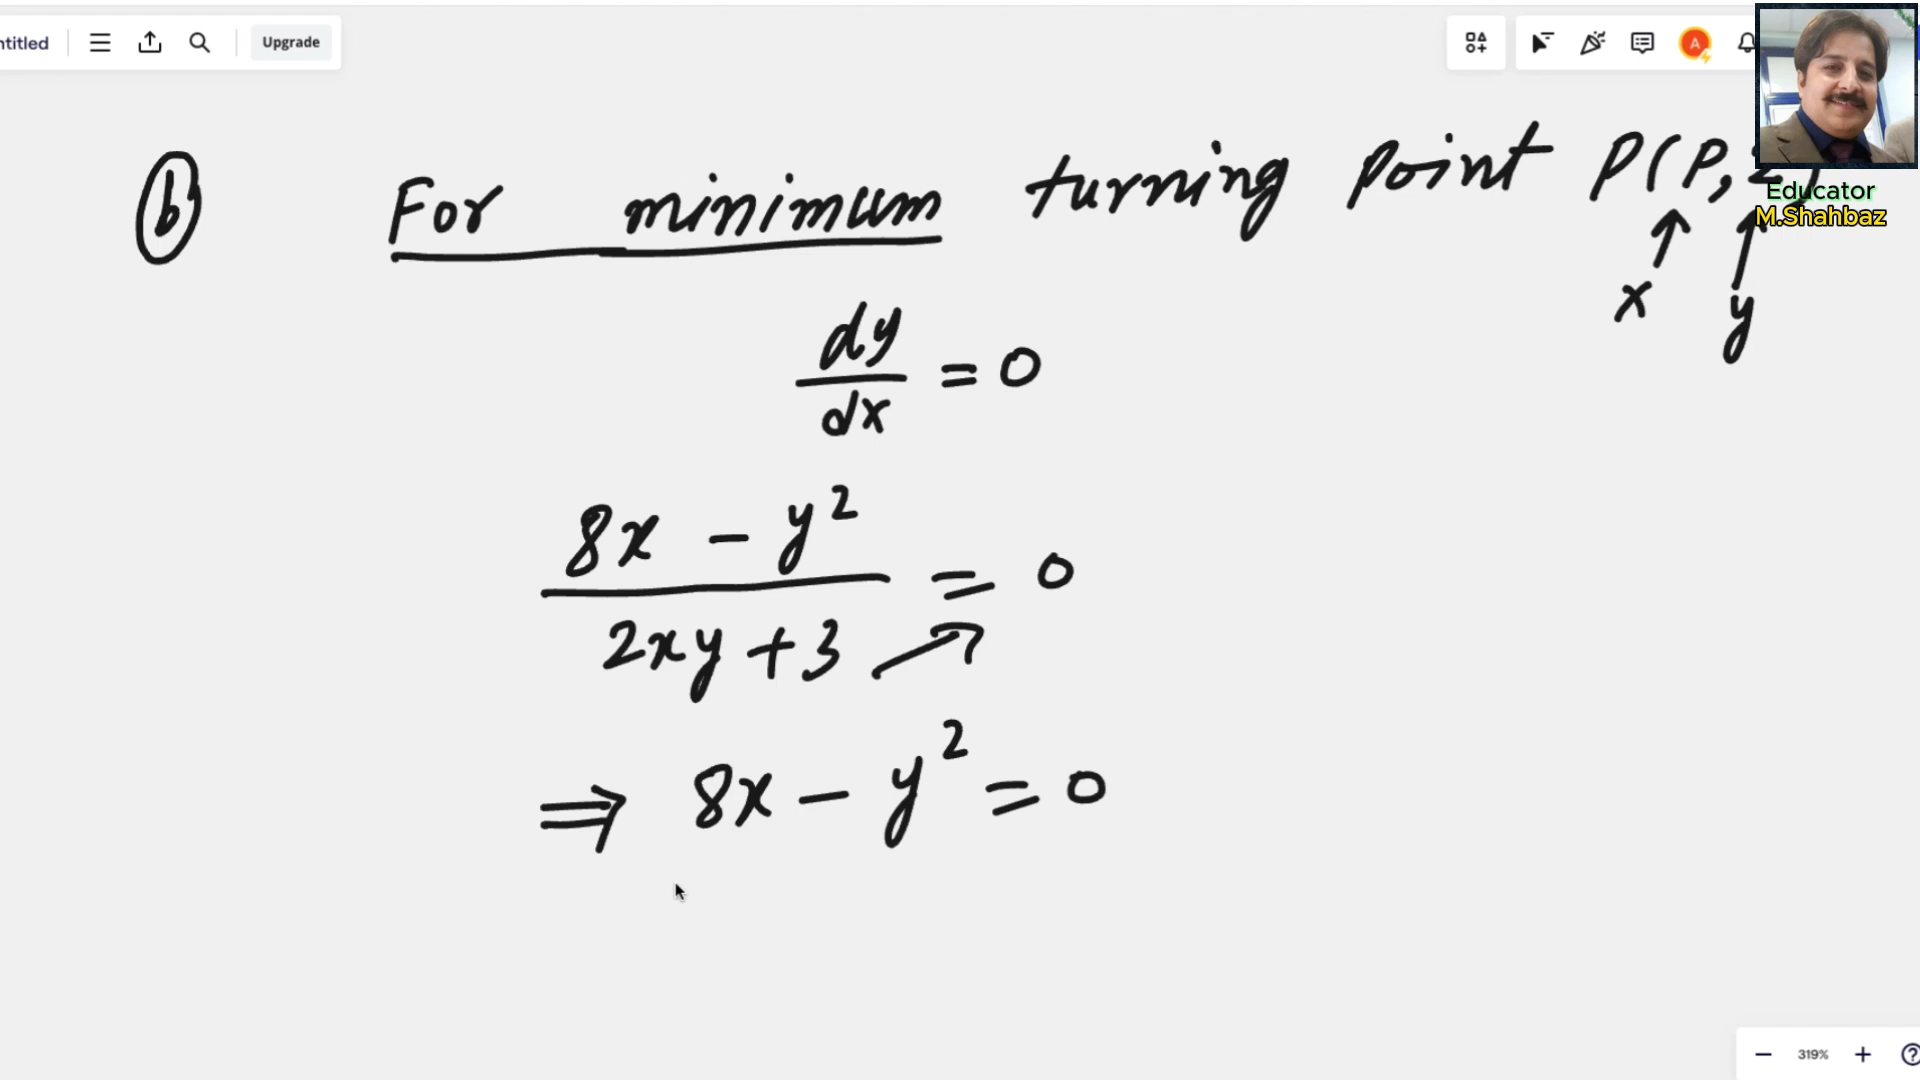 ntitled Upgrade A
b For minimum turning point P(P,
Educator
M.Shahbaz
x y
dy/dx = 0
(8x - y²)/(2xy + 3) = 0
⇒ 8x - y² = 0
− 319% + ?